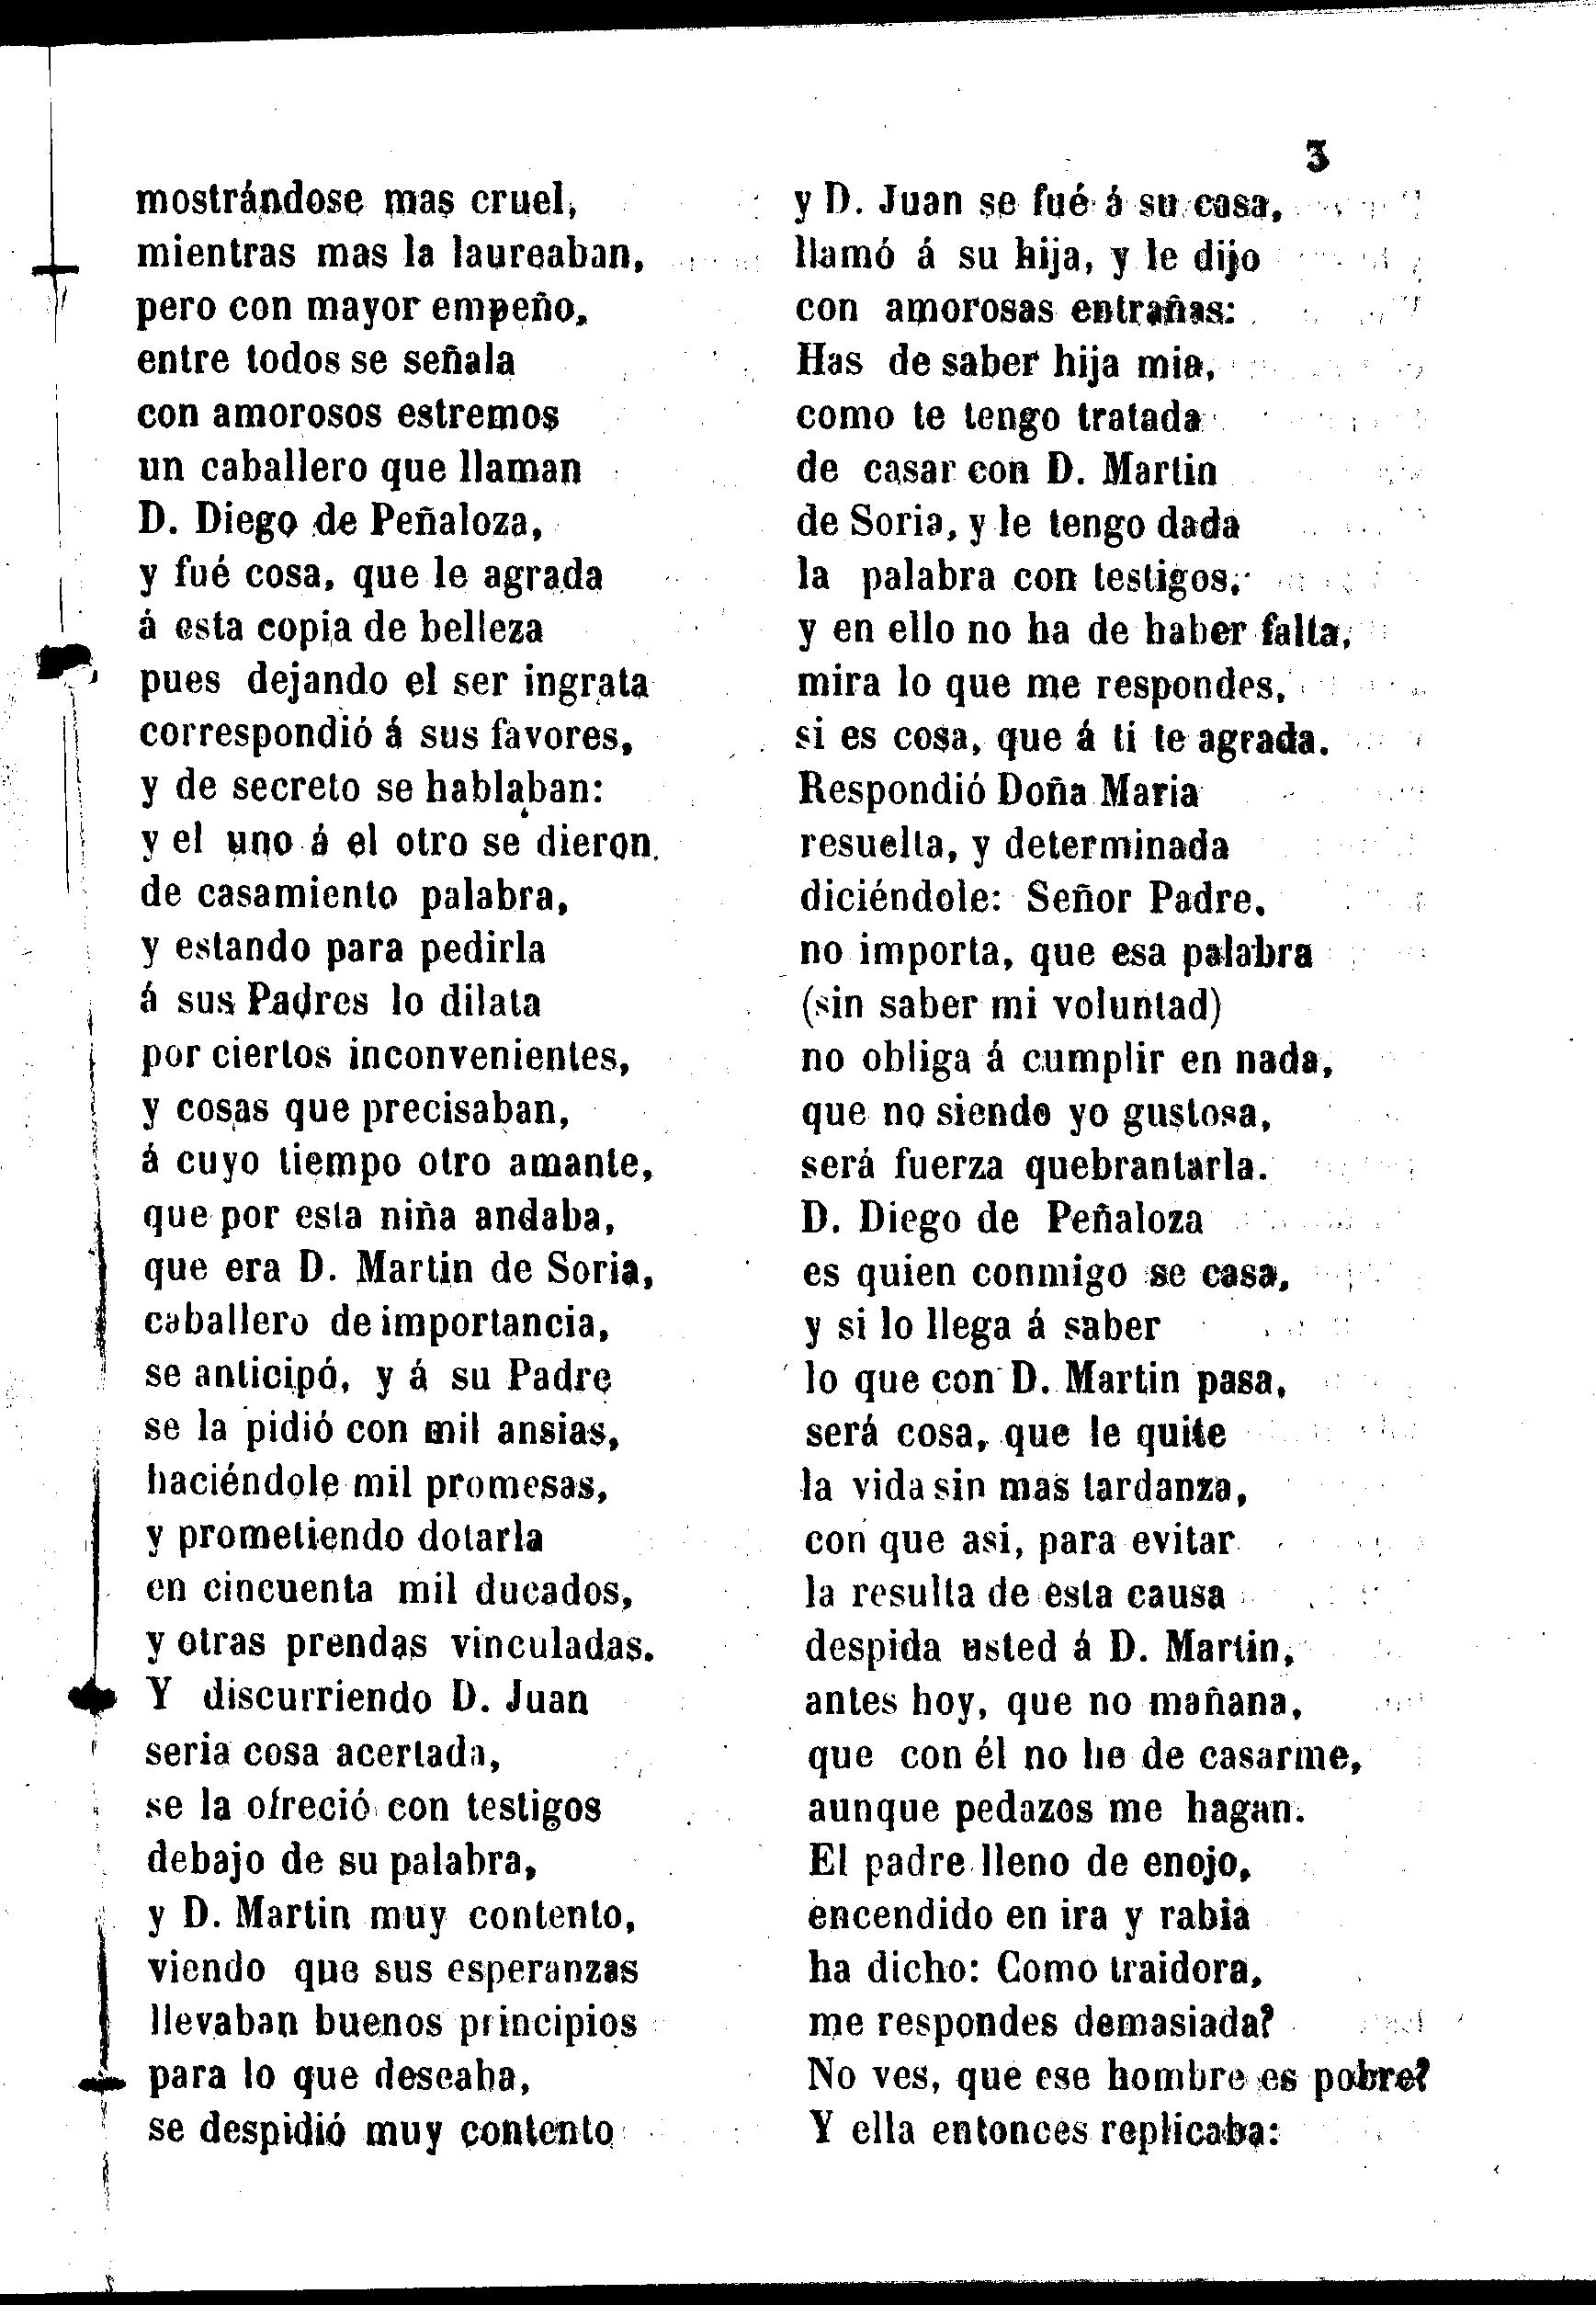 3
mostrándose mas cruel,
mientras mas la laureaban,
pero con mayor empeño,
entre todos se señala
con amorosos estremos
un caballero que llaman
D. Diego de Peñaloza,
y fué cosa, que le agrada
á esta copia de belleza
pues dejando el ser ingrata
correspondió á sus favores,
y de secreto se hablaban:
y el uno á el otro se dieron.
de casamiento palabra,
y estando para pedirla
á sus Padres lo dilata
por ciertos inconvenientes,
y cosas que precisaban,
á cuyo tiempo otro amante,
que por esta niña andaba,
que era D. Martin de Soria,
caballero de importancia,
se anticipó, y á su Padre
se la pidió con mil ansias,
haciéndole mil promesas,
y prometiendo dotarla
en cincuenta mil ducados,
y otras prendas vinculadas.
Y discurriendo D. Juan
seria cosa acertada,
se la ofreció con testigos
debajo de su palabra,
y D. Martin muy contento,
viendo que sus esperanzas
llevaban buenos principios
para lo que deseaba,
se despidió muy contento
y D. Juan se fué á su casa,
llamó á su hija, y le dijo
con amorosas entrañas:
Has de saber hija mia,
como te tengo tratada
de casar con D. Martin
de Soria, y le tengo dada
la palabra con testigos,
y en ello no ha de haber falta,
mira lo que me respondes,
si es cosa, que á ti te agrada.
Respondió Doña Maria
resuelta, y determinada
diciéndole: Señor Padre,
no importa, que esa palabra
(sin saber mi voluntad)
no obliga á cumplir en nada,
que no siendo yo gustosa,
será fuerza quebrantarla.
D. Diego de Peñaloza
es quien conmigo se casa,
y si lo llega á saber
lo que con D. Martin pasa,
será cosa, que le quite
la vida sin mas tardanza,
con que asi, para evitar
la resulta de esta causa
despida usted á D. Martin,
antes hoy, que no mañana,
que con él no he de casarme,
aunque pedazos me hagan.
El padre lleno de enojo,
encendido en ira y rabia
ha dicho: Como traidora,
me respondes demasiada?
No ves, que ese hombre es pobre?
Y ella entonces replicaba: